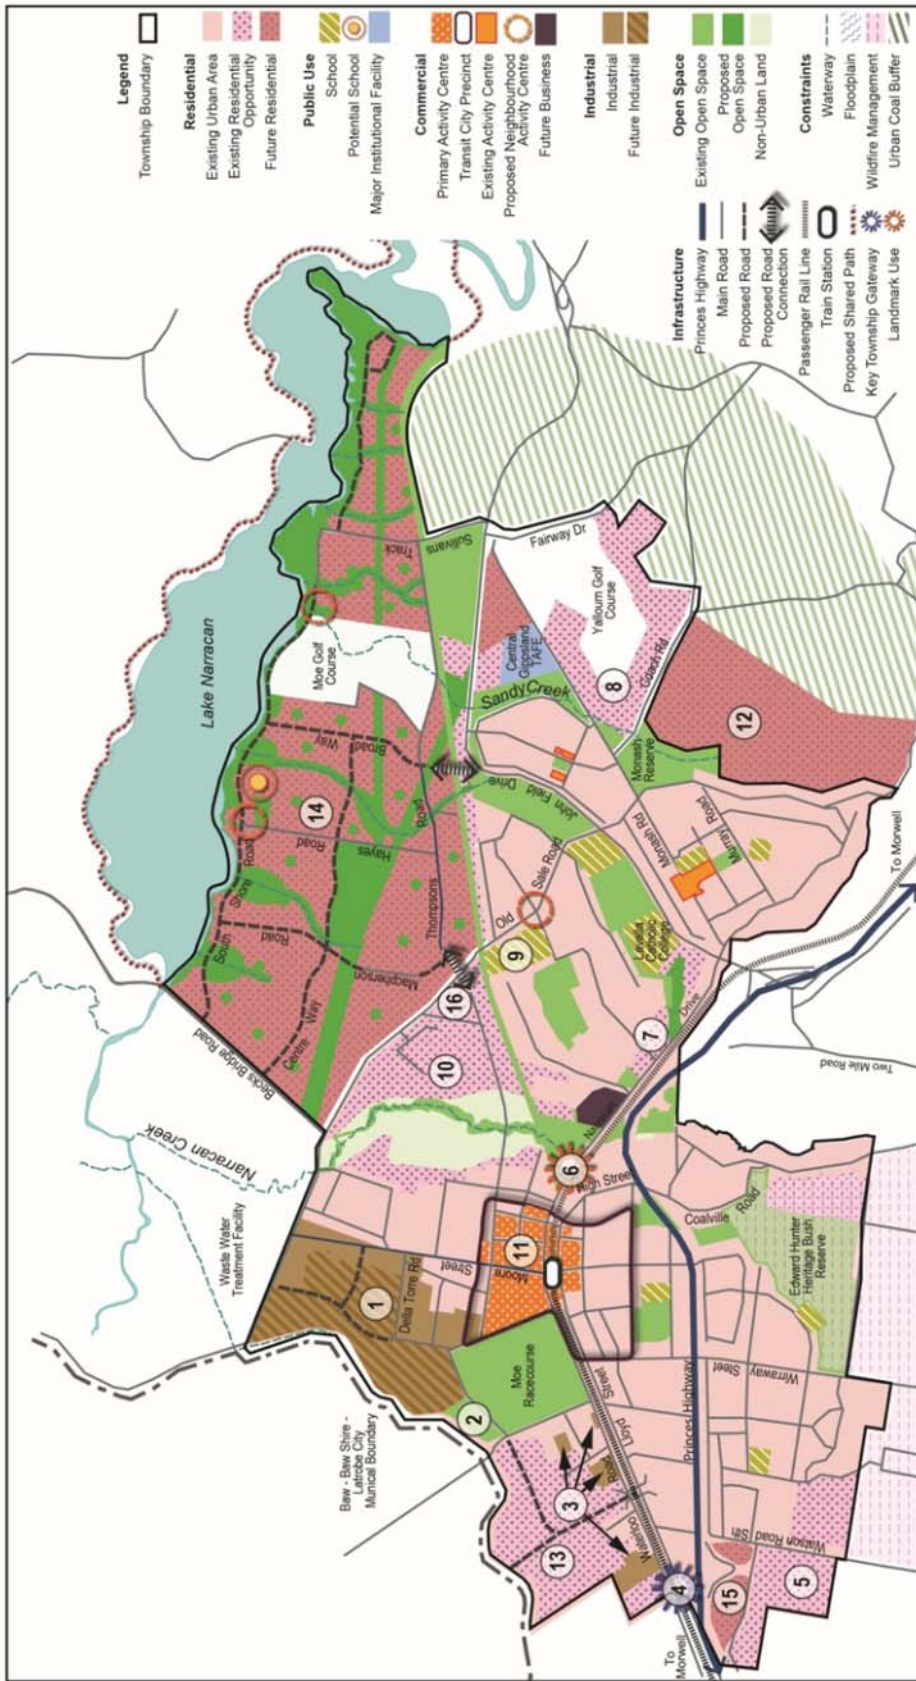 Legend
Township Boundary
Residential
Existing Urban Area
Existing Residential
Opportunity
Future Residential
Public Use
School
Potential School
Major Institutional Facility
Commercial
Primary Activity Centre
Transit City Precinct
Existing Activity Centre
Proposed Neighbourhood
Activity Centre
Future Business
Industrial
Industrial
Future Industrial
Open Space
Existing Open Space
Proposed
Open Space
Non-Urban Land
Constraints
Waterway
Floodplain
Wildfire Management
Urban Coal Buffer
Infrastructure
Princes Highway
Main Road
Proposed Road
Proposed Road
Connection
Passenger Rail Line
Train Station
Proposed Shared Path
Key Township Gateway
Landmark Use
Lake Narracan
Moe Golf
Course
Thick
Sullivans
Fairway Dr
Yallourn Golf
Course
Central
Gippsland
TAFE
Sandy Creek
8
Coach Rd
12
Monash
Reserve
Broad
Way
14
South
Shore
Road
Hayes
Road
Thompsons
Road
Macpherson
Road
Centre Way
Becks Bridge Road
John Field
Drive
Old
Sale Road
Monash Rd
Murray Road
9
Lavalla
Catholic
College
16
10
7
Drive
To Morwell
Two Mile Road
Narracan Creek
Waste Water
Treatment Facility
6
High Street
Coalville
Road
Edward Hunter
Heritage Bush
Reserve
11
Moore
Street
Della Torre Rd
1
Moe
Racecourse
2
Baw - Baw Shire -
Latrobe City
Munical Boundary
3
13
Waterloo
Road
Lloyd
Street
Princes Highway
Wirraway
Steet
Watson Road
Sth
4
15
5
To
Morwell